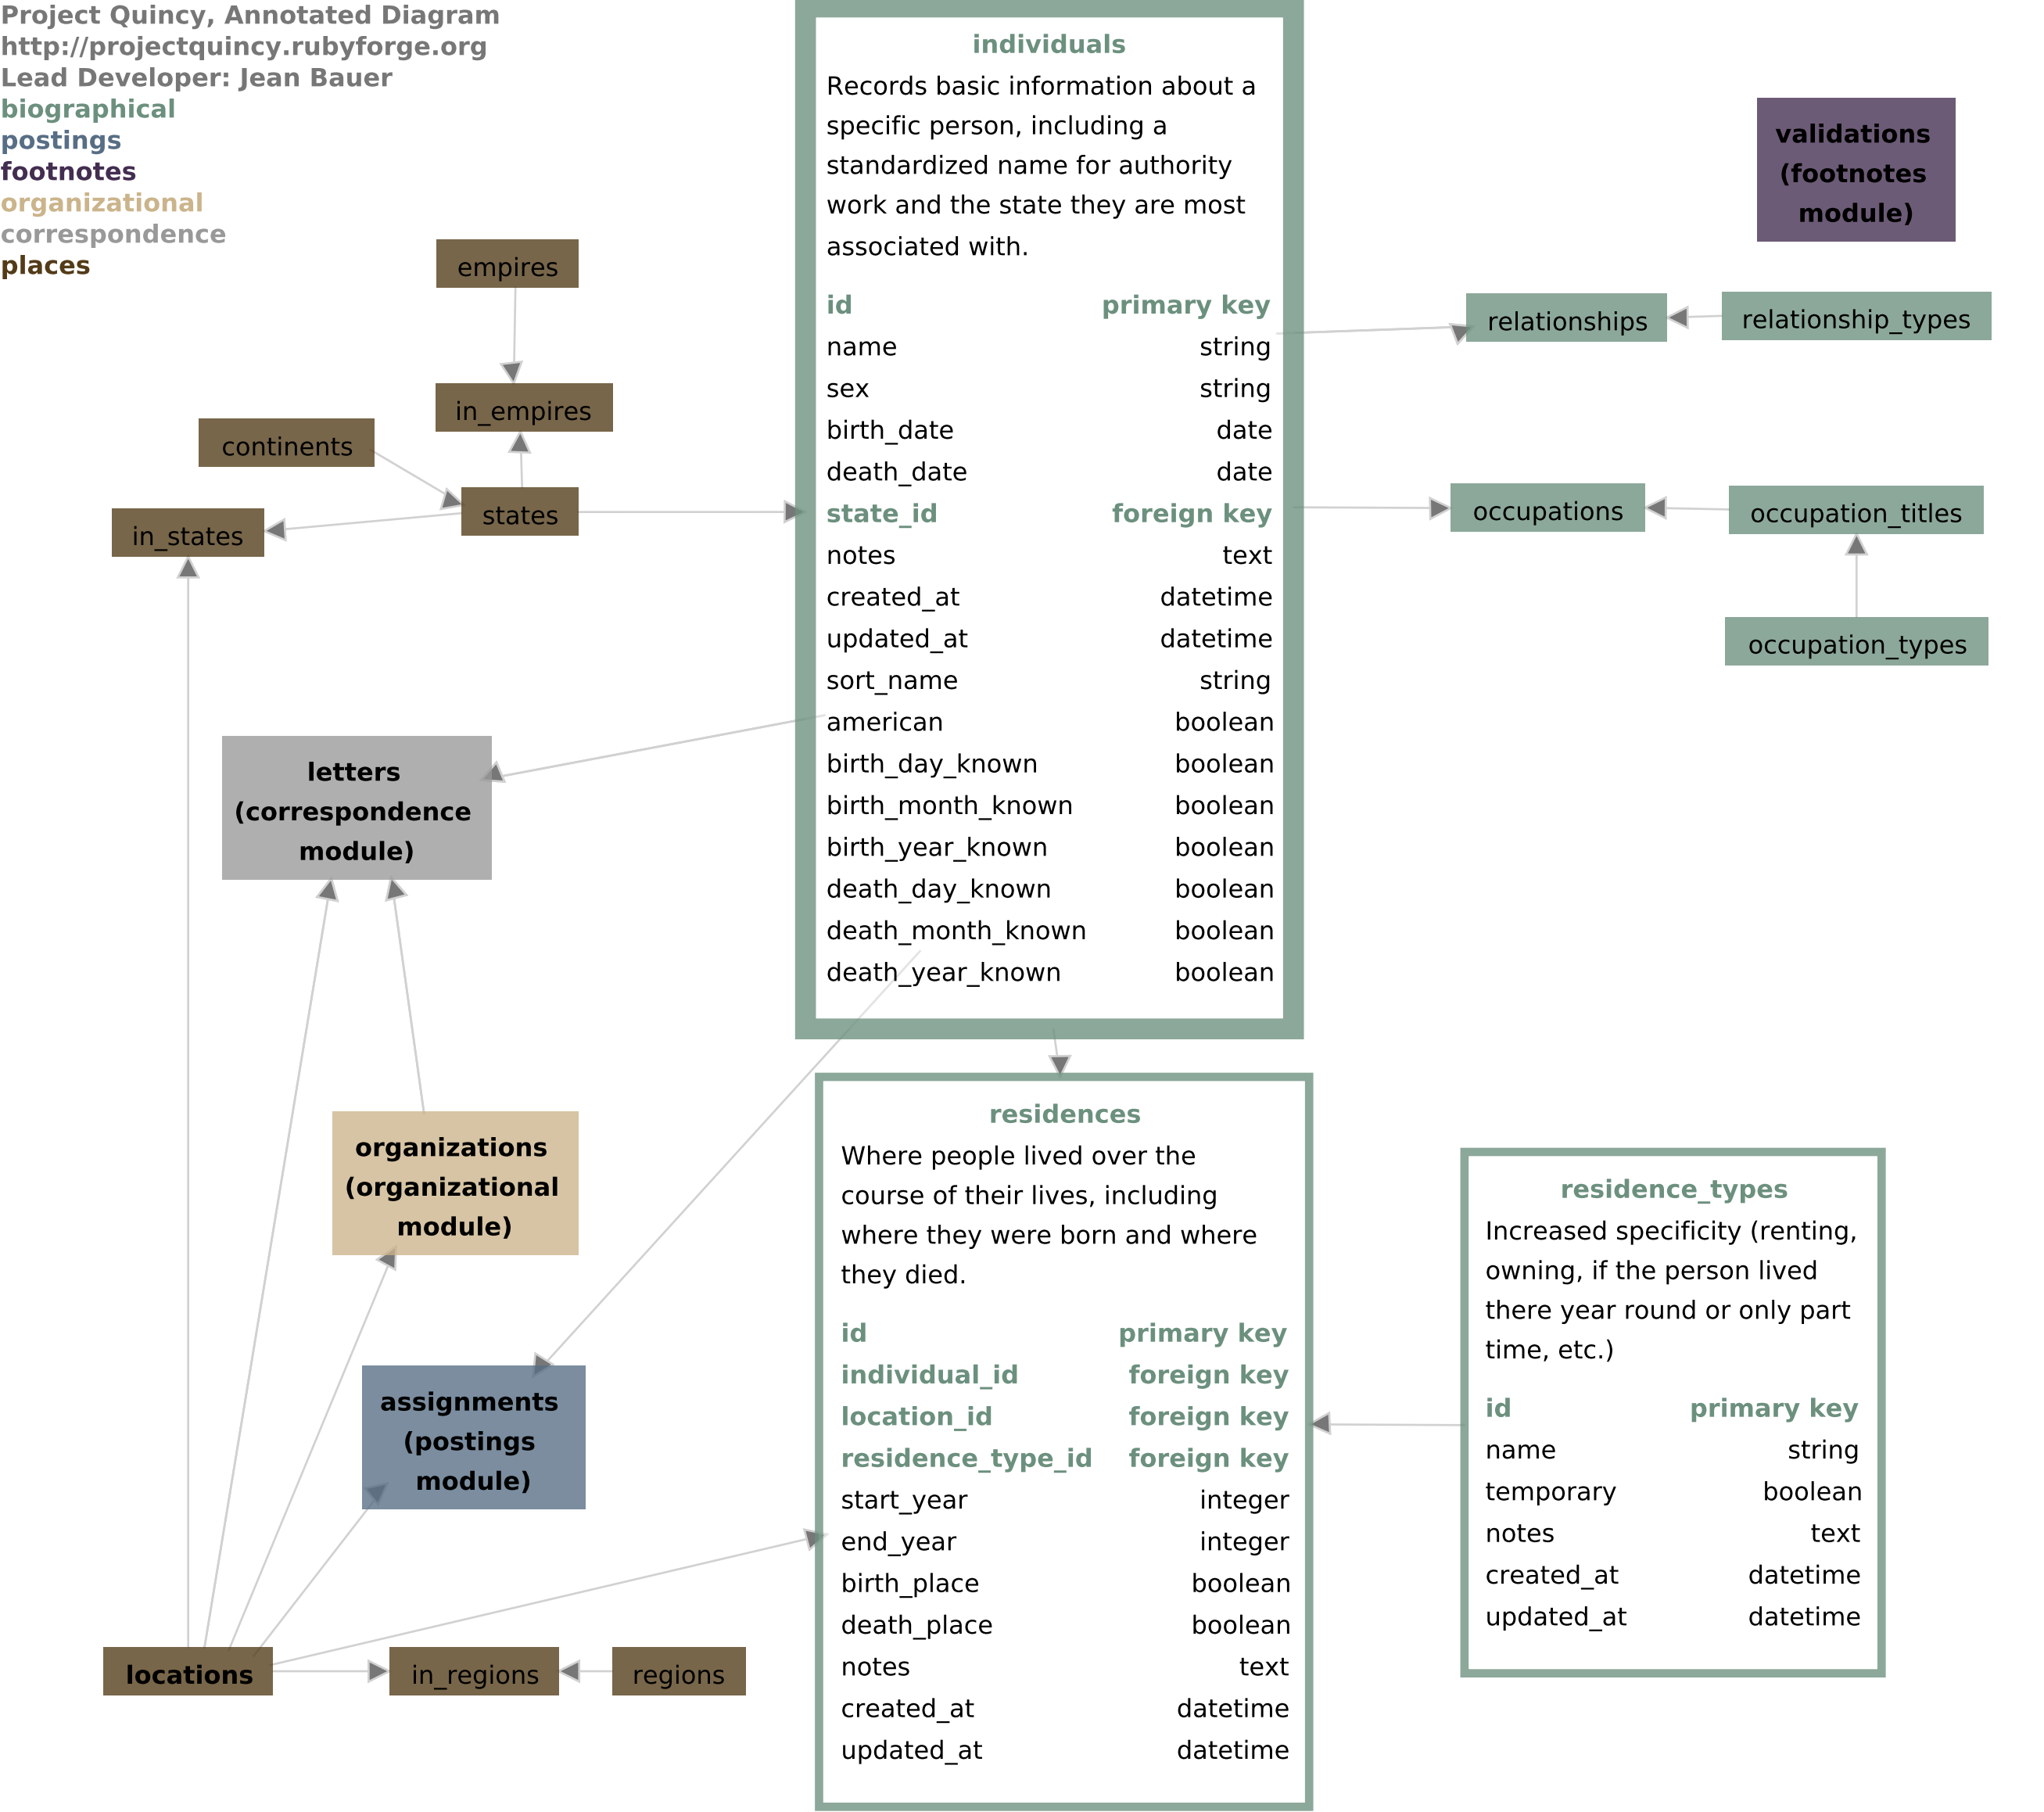 Project Quincy, Annotated Diagram
http://projectquincy.rubyforge.org
Lead Developer: Jean Bauer
biographical
postings
footnotes
organizational
correspondence
places
empires
in_empires
continents
states
in_states
letters
(correspondence
module)
organizations
(organizational
module)
assignments
(postings
module)
locations
in_regions
regions
individuals
Records basic information about a
specific person, including a
standardized name for authority
work and the state they are most
associated with.
id primary key
name string
sex string
birth_date date
death_date date
state_id foreign key
notes text
created_at datetime
updated_at datetime
sort_name string
american boolean
birth_day_known boolean
birth_month_known boolean
birth_year_known boolean
death_day_known boolean
death_month_known boolean
death_year_known boolean
residences
Where people lived over the
course of their lives, including
where they were born and where
they died.
id primary key
individual_id foreign key
location_id foreign key
residence_type_id foreign key
start_year integer
end_year integer
birth_place boolean
death_place boolean
notes text
created_at datetime
updated_at datetime
validations
(footnotes
module)
relationships
relationship_types
occupations
occupation_titles
occupation_types
residence_types
Increased specificity (renting,
owning, if the person lived
there year round or only part
time, etc.)
id primary key
name string
temporary boolean
notes text
created_at datetime
updated_at datetime